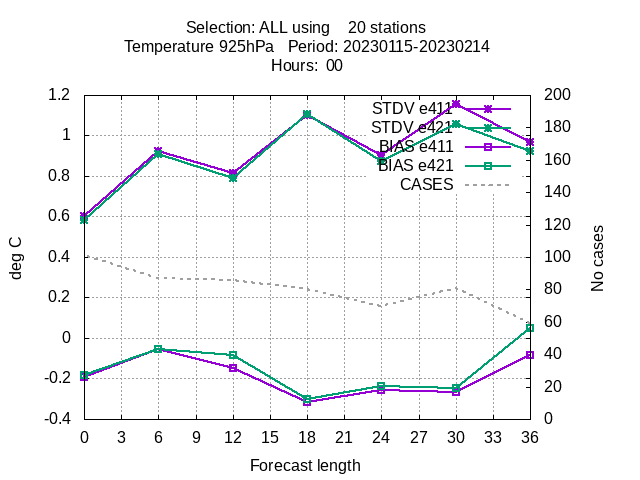 Selection: ALL using    20 stations
Temperature 925hPa   Period: 20230115-20230214
Hours:  00
1.2
1
0.8
0.6
0.4
0.2
0
-0.2
-0.4
deg C
STDV e411
STDV e421
BIAS e411
BIAS e421
CASES
200
180
160
140
120
100
80
60
40
20
0
No cases
0 3 6 9 12 15 18 21 24 27 30 33 36
Forecast length